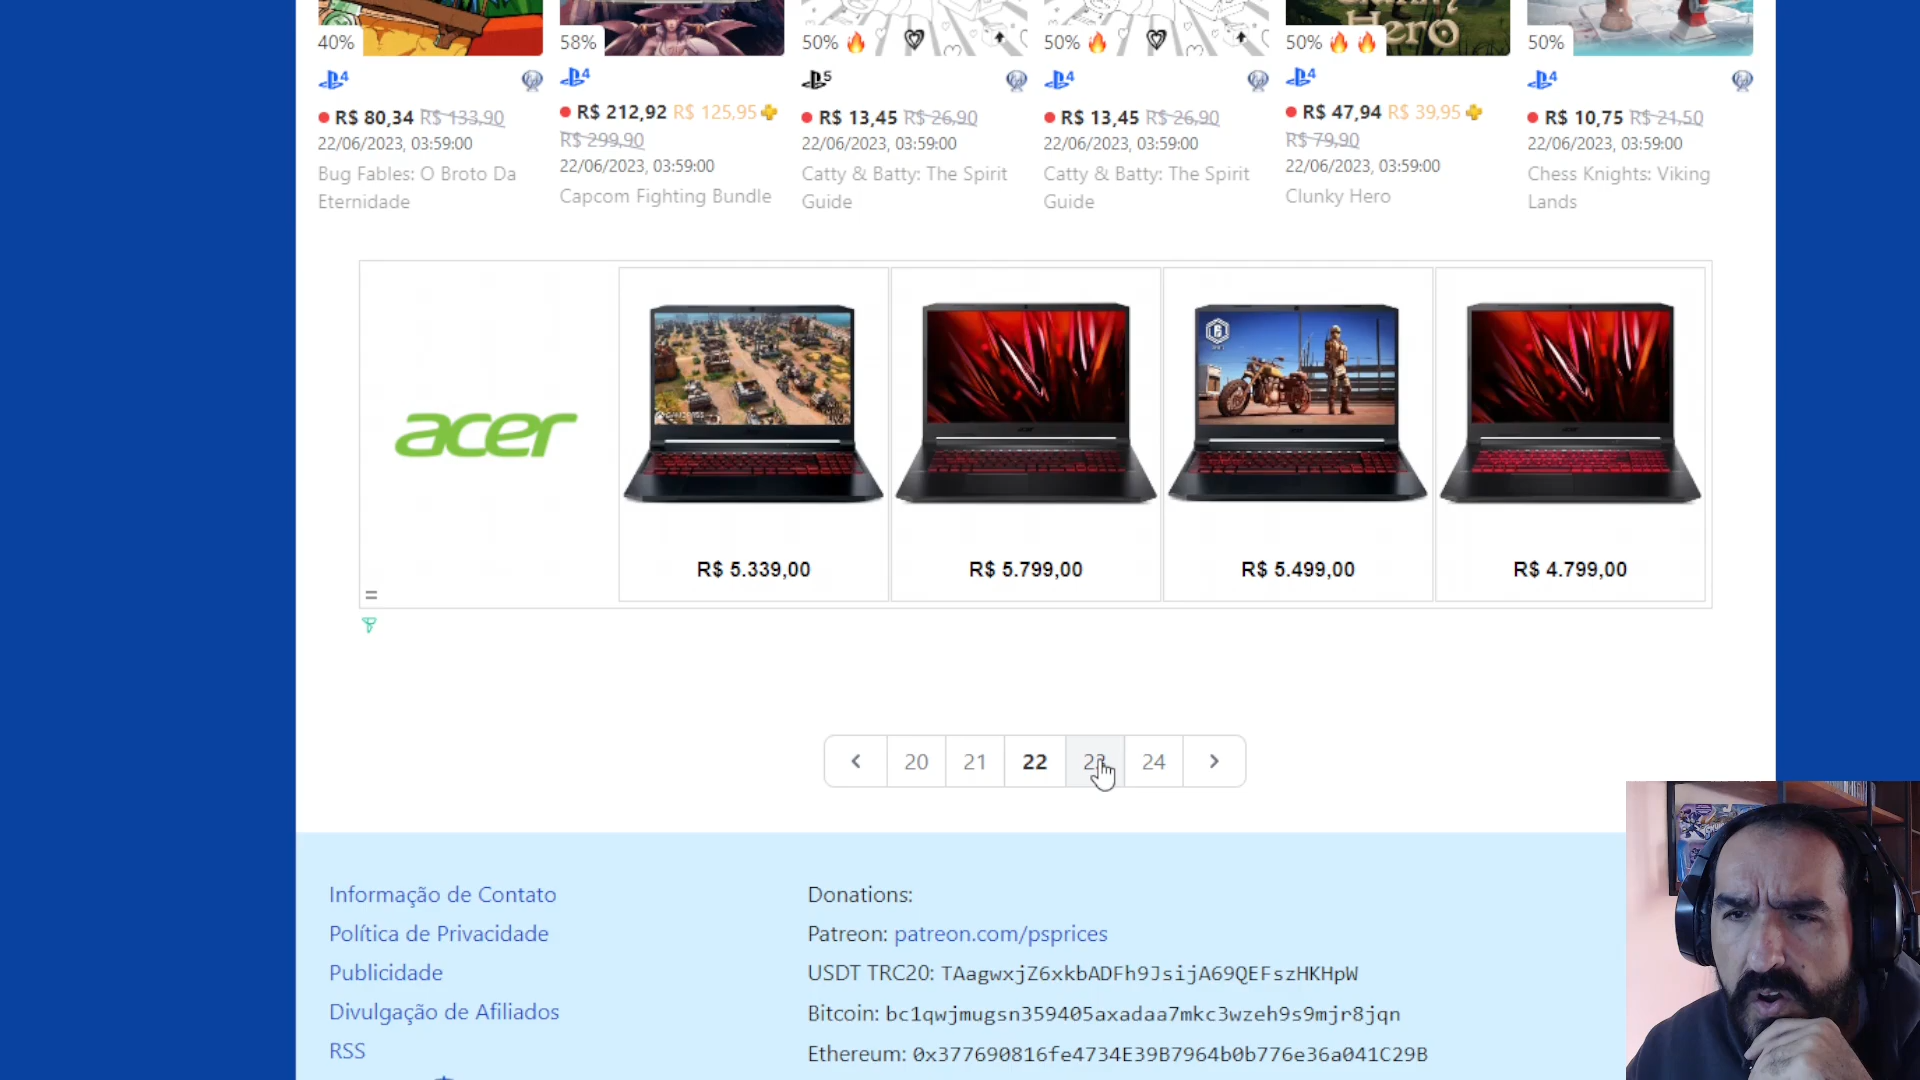 40%
58%
50%
50%
50%
ero
50%
R$ 80,34 R$ 133,90
22/06/2023, 03:59:00
Bug Fables: O Broto Da
Eternidade
R$ 212,92 R$ 125,95
R$ 299,90
22/06/2023, 03:59:00
Capcom Fighting Bundle
R$ 13,45 R$ 26,90
22/06/2023, 03:59:00
Catty & Batty: The Spirit
Guide
R$ 13,45 R$ 26,90
22/06/2023, 03:59:00
Catty & Batty: The Spirit
Guide
R$ 47,94 R$ 39,95
R$ 79,90
22/06/2023, 03:59:00
Clunky Hero
R$ 10,75 R$ 21,50
22/06/2023, 03:59:00
Chess Knights: Viking
Lands
acer
R$ 5.339,00
R$ 5.799,00
R$ 5.499,00
R$ 4.799,00
20 21 22 23 24
Informação de Contato
Política de Privacidade
Publicidade
Divulgação de Afiliados
RSS
Donations:
Patreon: patreon.com/psprices
USDT TRC20: TAagwxjZ6xkbADFh9JsijA69QEFszHKHpW
Bitcoin: bc1qwjmugsn359405axadaa7mkc3wzeh9s9mjr8jqn
Ethereum: 0x377690816fe4734E39B7964b0b776e36a041C29B